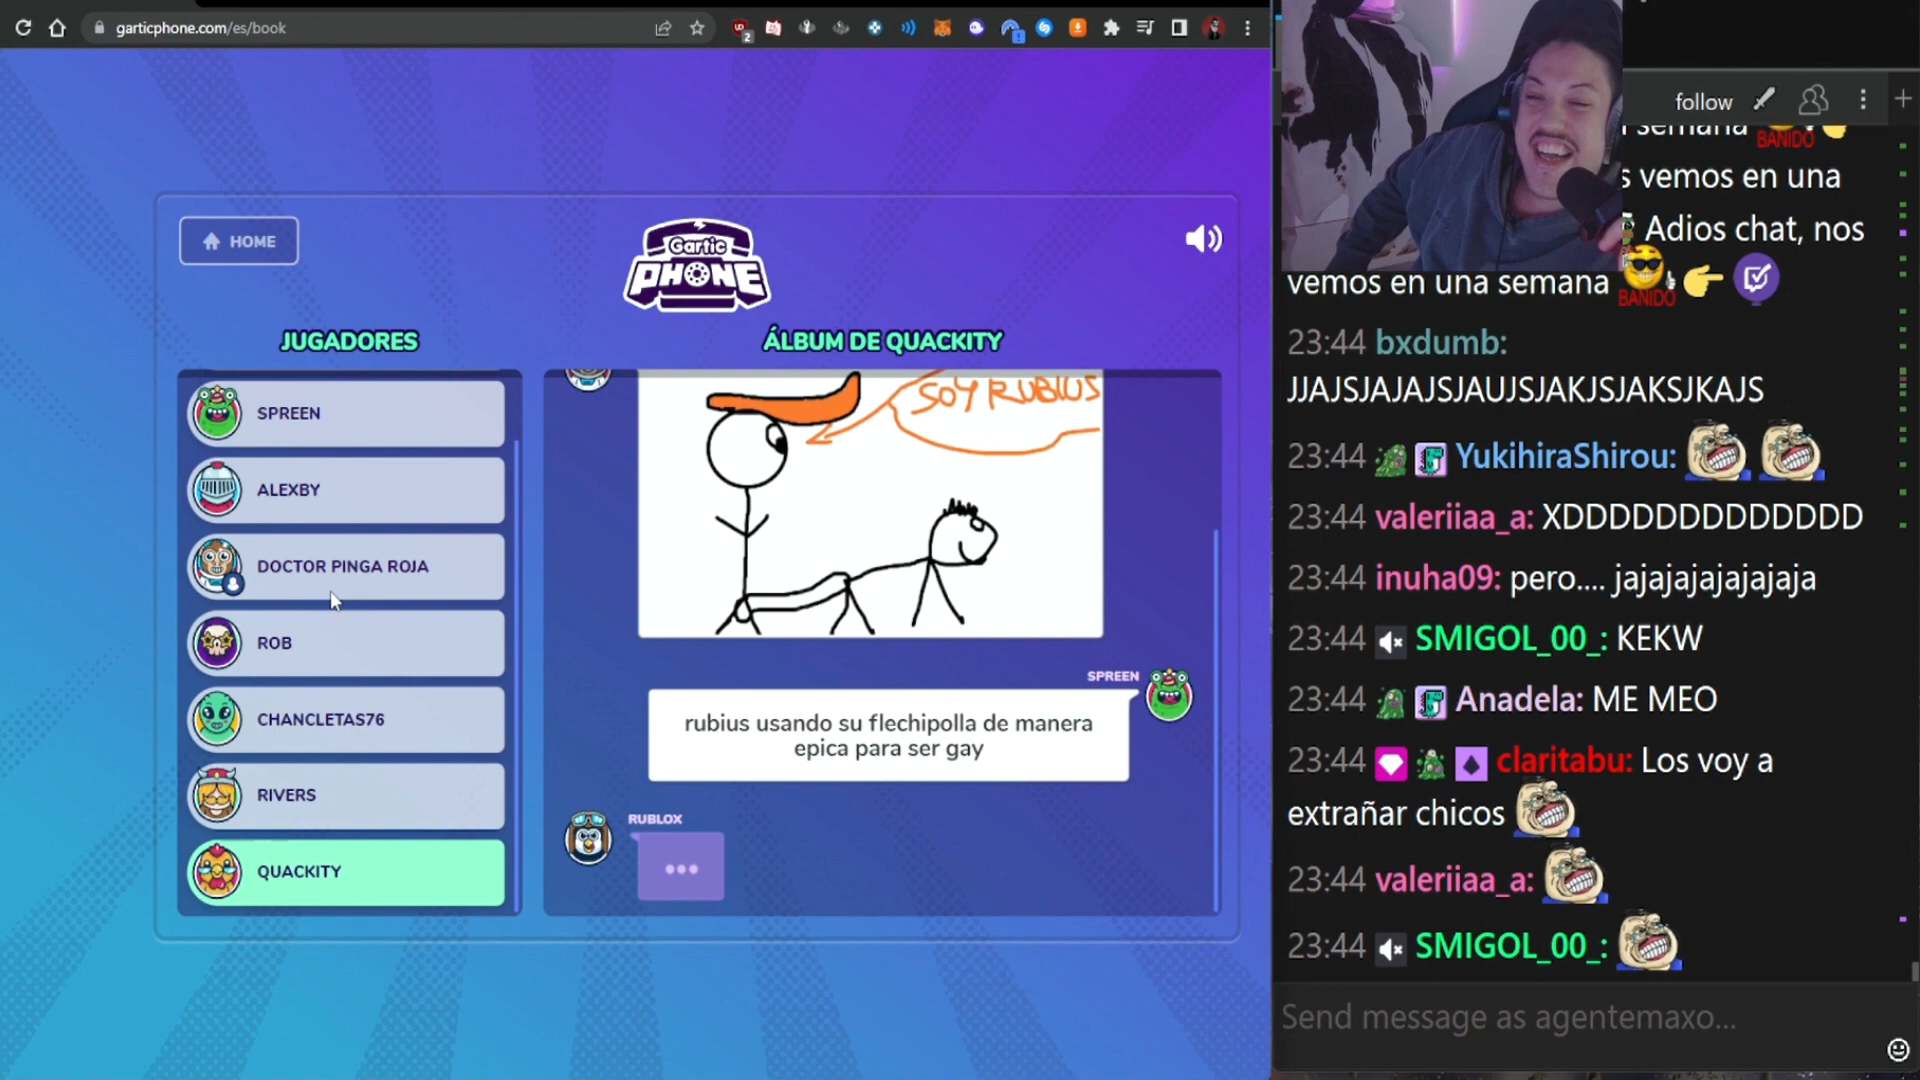 garticphone.com/es/book
2
HOME
Gartic
PHONE
JUGADORES
ÁLBUM DE QUACKITY
SPREEN
ALEXBY
DOCTOR PINGA ROJA
ROB
CHANCLETAS76
RIVERS
QUACKITY
SOY RUBIUS
SPREEN
rubius usando su flechipolla de manera
epica para ser gay
RUBLOX
follow
semana BANIDO
s vemos en una
Adios chat, nos
vemos en una semana BANIDO
23:44 bxdumb:
JJAJSJAJAJSJAUJSJAKJSJAKSJKAJS
23:44 YukihiraShirou:
23:44 valeriiaa_a: XDDDDDDDDDDDDDD
23:44 inuha09: pero.... jajajajajajaja
23:44 SMIGOL_00_: KEKW
23:44 Anadela: ME MEO
23:44 claritabu: Los voy a
extrañar chicos
23:44 valeriiaa_a:
23:44 SMIGOL_00_:
Send message as agentemaxo...